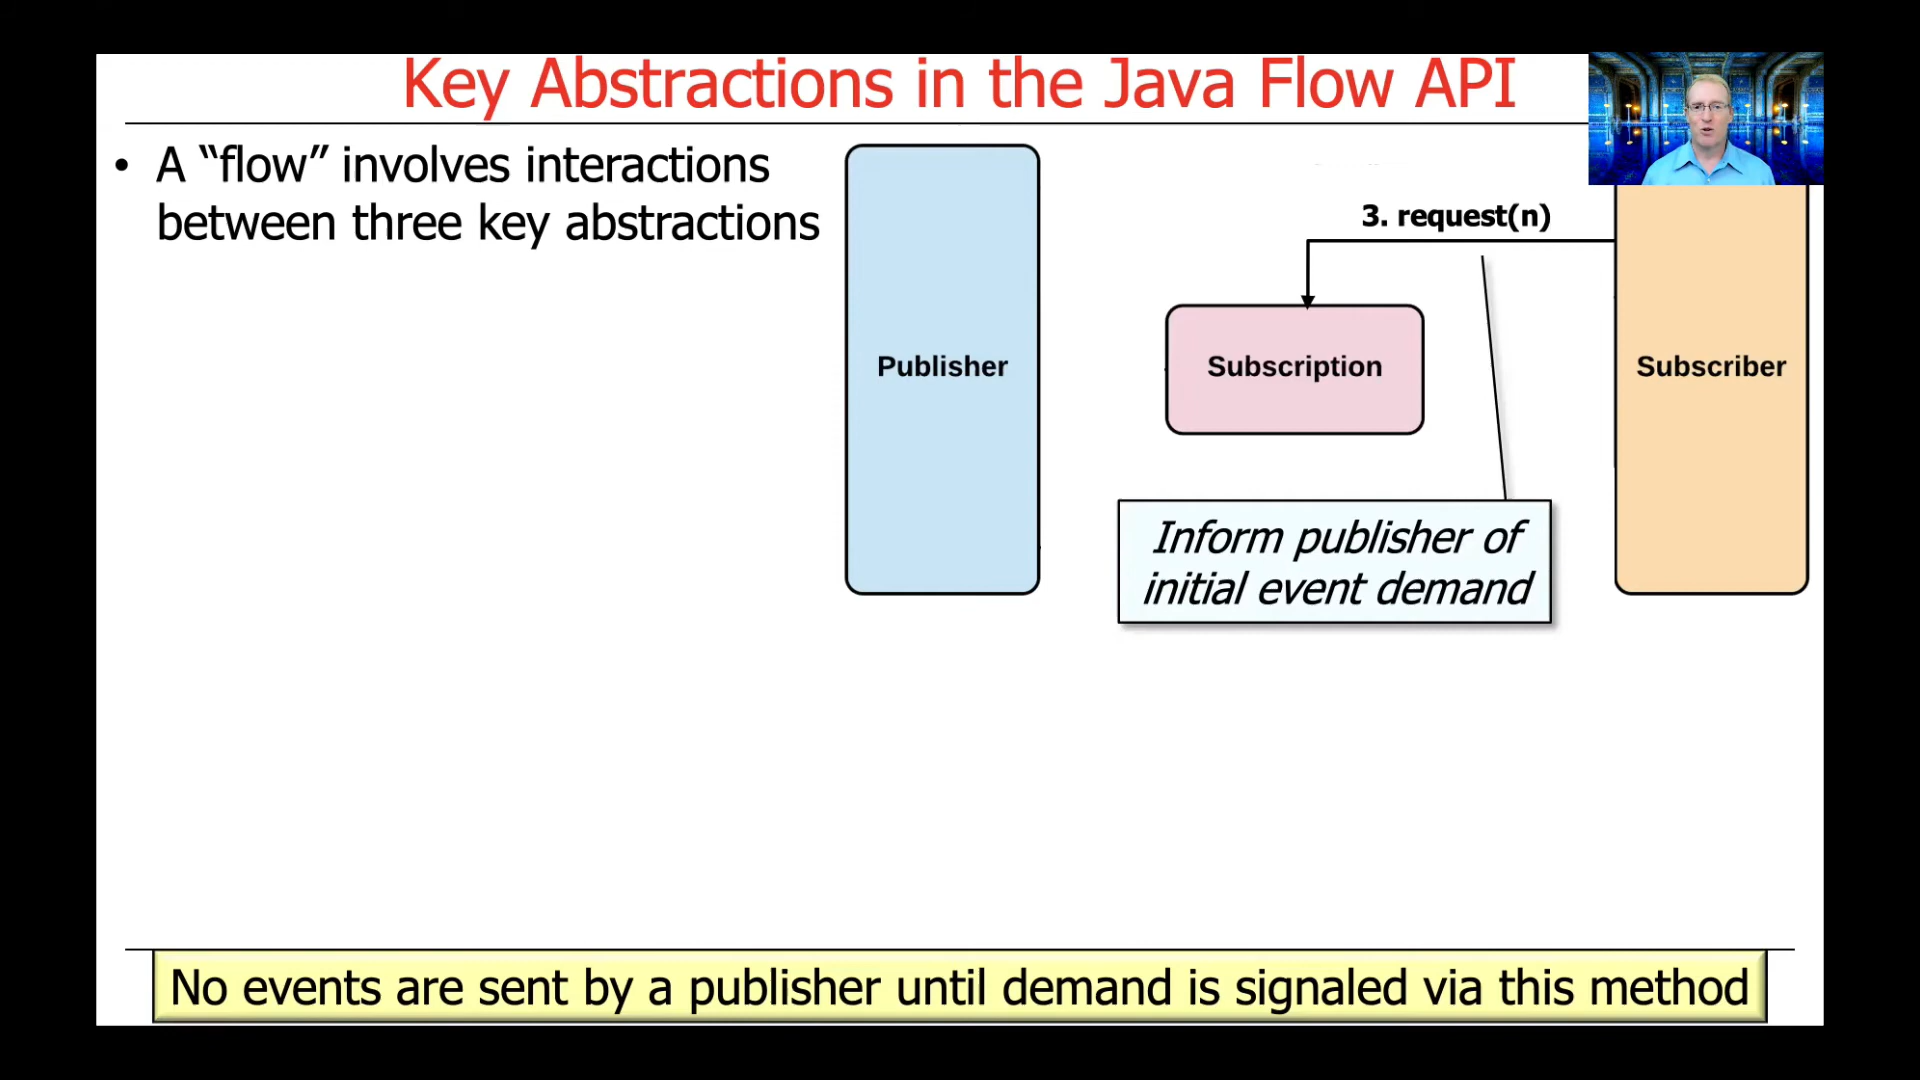 Key Abstractions in the Java Flow API
• A “flow” involves interactions
between three key abstractions
3. request(n)
Publisher
Subscription
Subscriber
Inform publisher of
initial event demand
No events are sent by a publisher until demand is signaled via this method